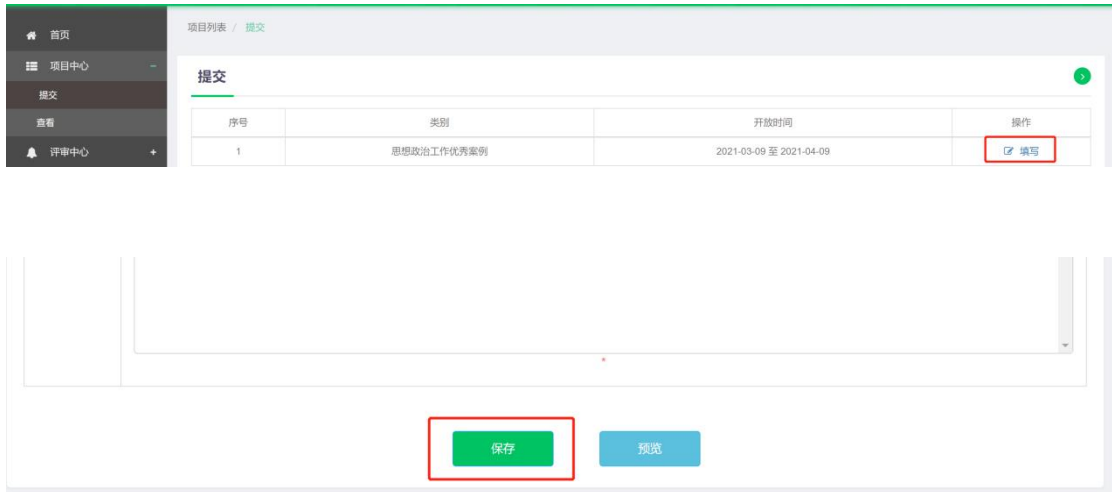 首页
项目中心
提交
查看
评审中心
项目列表 / 提交
提交
序号 类别 开放时间 操作
1 思想政治工作优秀案例 2021-03-09 至 2021-04-09 填写
*
保存 预览